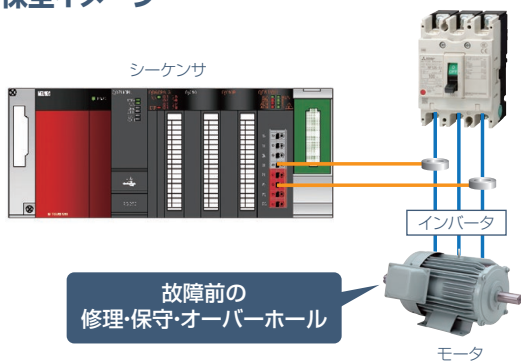 保全イメージ
シーケンサ
インバータ
故障前の
修理・保守・オーバーホール
モータ